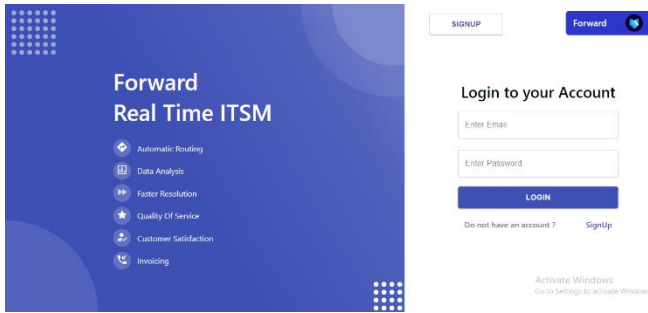 Forward
Real Time ITSM
Automatic Routing
Data Analysis
Faster Resolution
Quality Of Service
Customer Satisfaction
Invoicing
SIGNUP
Forward
Login to your Account
Enter Email
Enter Password
LOGIN
Do not have an account ? SignUp
Activate Windows
Go to Settings to activate Window